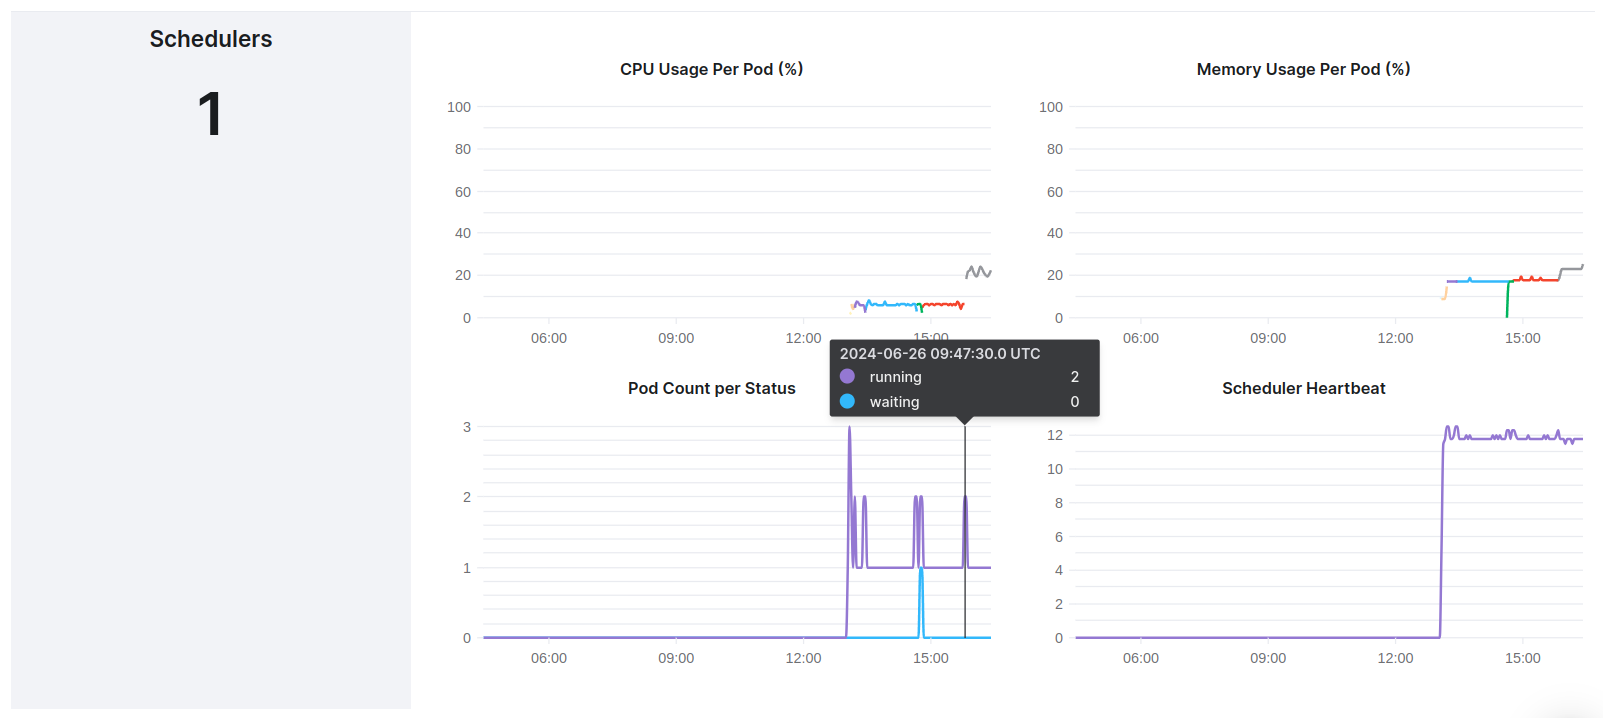 Schedulers
1
CPU Usage Per Pod (%)
100
80
60
40
20
0
06:00 09:00 12:00 15:00
Memory Usage Per Pod (%)
100
80
60
40
20
0
06:00 09:00 12:00 15:00
2024-06-26 09:47:30.0 UTC
running 2
waiting 0
Pod Count per Status
3
2
1
0
06:00 09:00 12:00 15:00
Scheduler Heartbeat
12
10
8
6
4
2
0
06:00 09:00 12:00 15:00